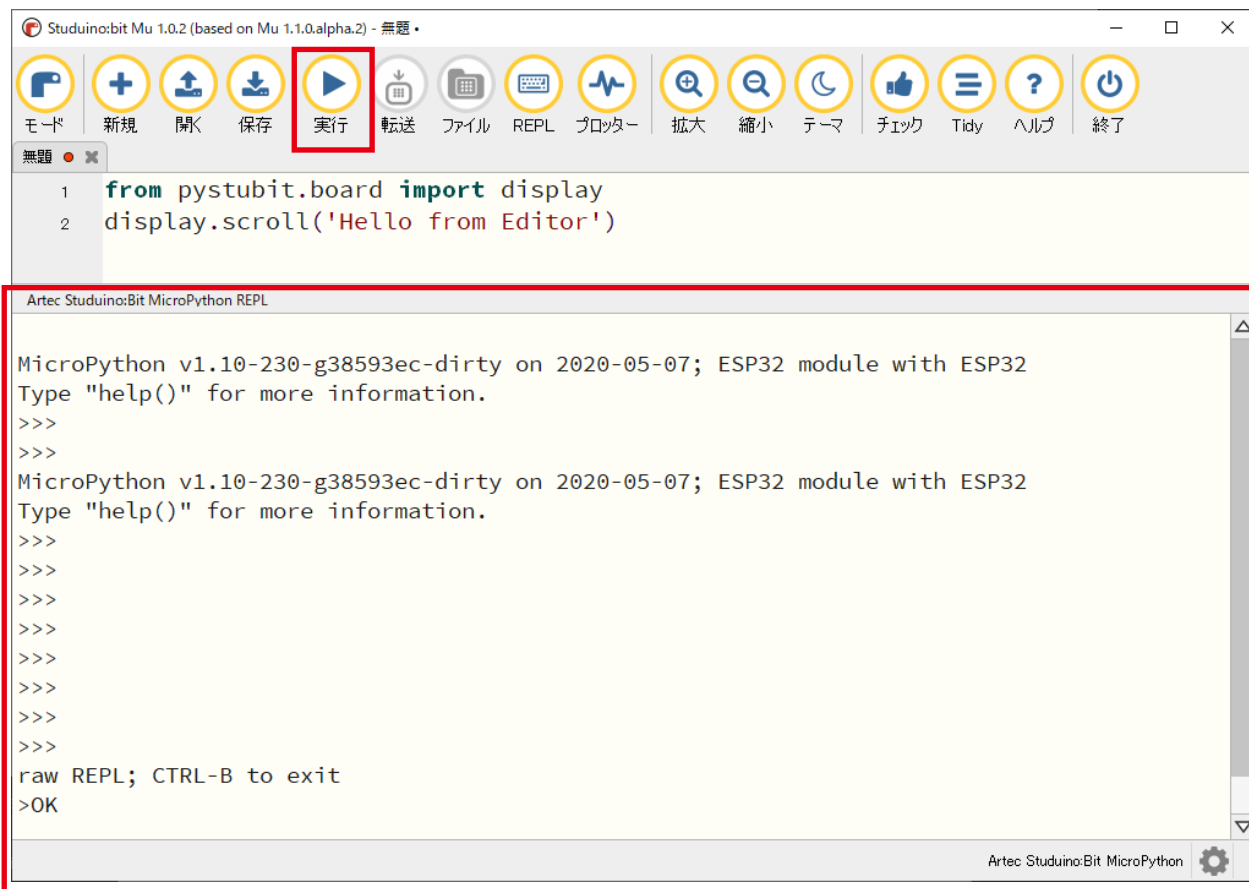 Studuino:bit Mu 1.0.2 (based on Mu 1.1.0.alpha.2) - 無題 •
モード 新規 開く 保存 実行 転送 ファイル REPL プロッター 拡大 縮小 テーマ チェック Tidy ヘルプ 終了
無題
1 from pystubit.board import display
2 display.scroll('Hello from Editor')
Artec Studuino:Bit MicroPython REPL
MicroPython v1.10-230-g38593ec-dirty on 2020-05-07; ESP32 module with ESP32
Type "help()" for more information.
>>>
>>>
MicroPython v1.10-230-g38593ec-dirty on 2020-05-07; ESP32 module with ESP32
Type "help()" for more information.
>>>
>>>
>>>
>>>
>>>
>>>
>>>
>>>
raw REPL; CTRL-B to exit
>OK
Artec Studuino:Bit MicroPython